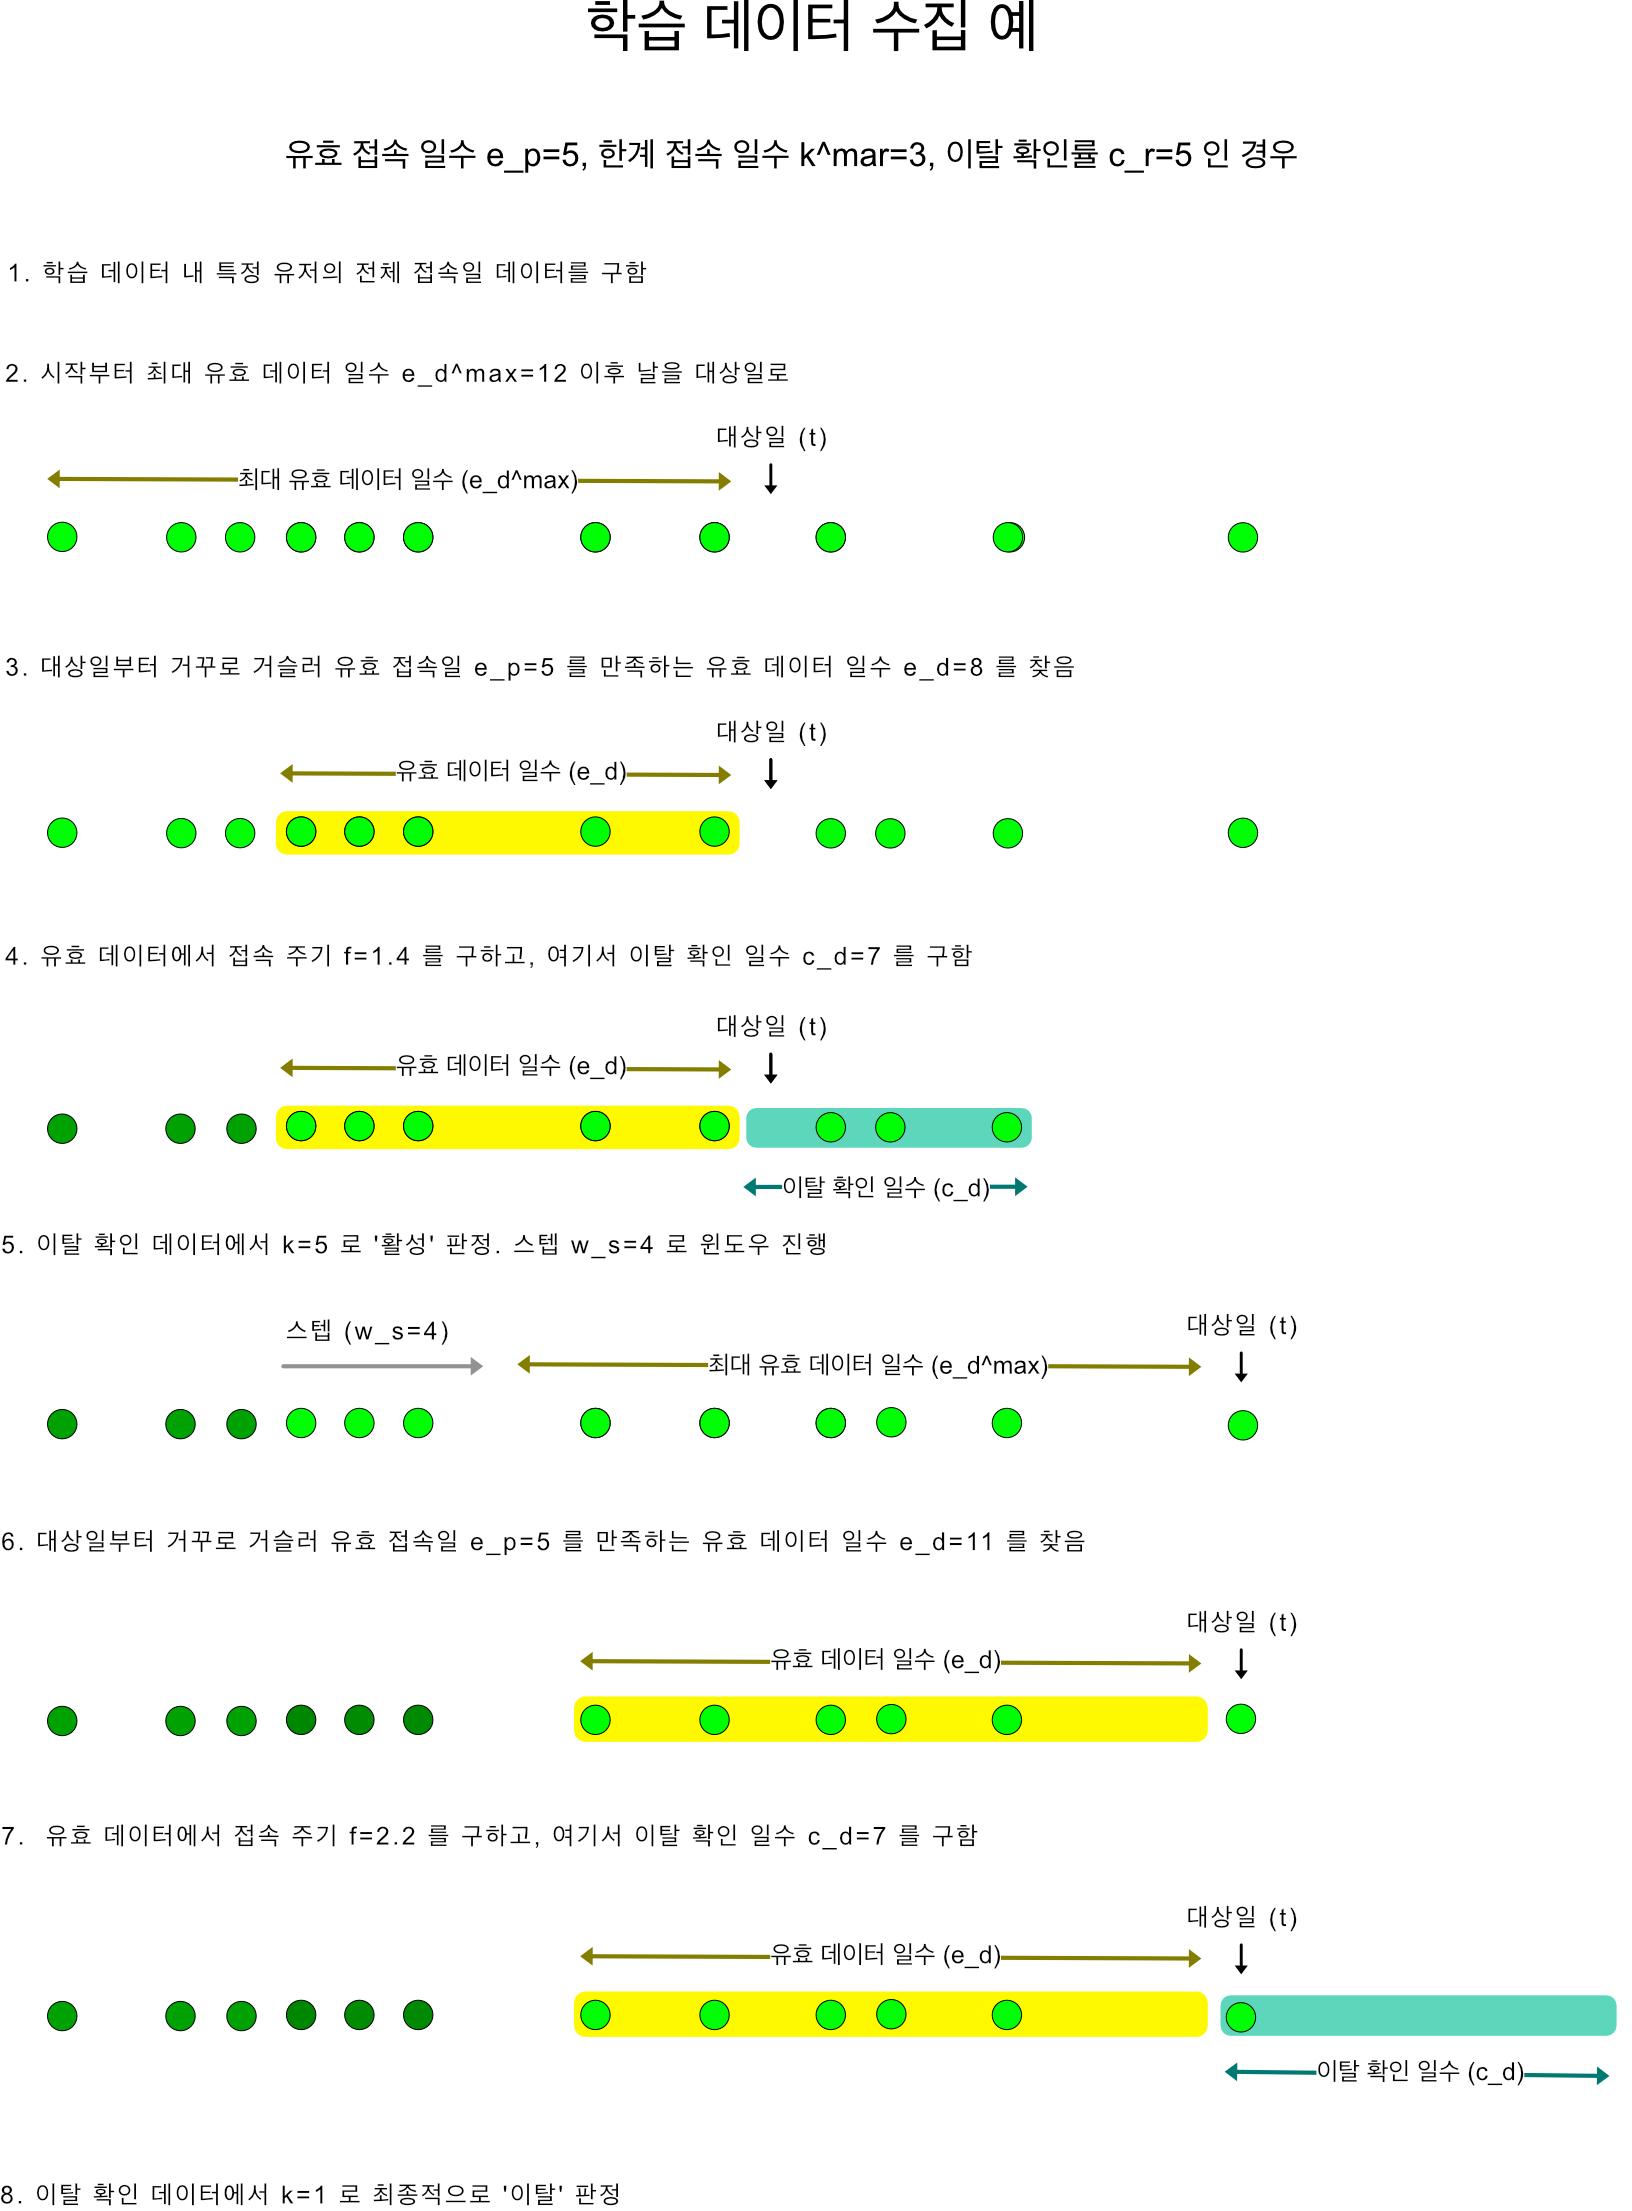 학습 데이터 수집 예
유효 접속 일수 e_p=5, 한계 접속 일수 k^mar=3, 이탈 확인률 c_r=5 인 경우
1. 학습 데이터 내 특정 유저의 전체 접속일 데이터를 구함
2. 시작부터 최대 유효 데이터 일수 e_d^max=12 이후 날을 대상일로
대상일 (t)
최대 유효 데이터 일수 (e_d^max)
3. 대상일부터 거꾸로 거슬러 유효 접속일 e_p=5 를 만족하는 유효 데이터 일수 e_d=8 를 찾음
대상일 (t)
유효 데이터 일수 (e_d)
4. 유효 데이터에서 접속 주기 f=1.4 를 구하고, 여기서 이탈 확인 일수 c_d=7 를 구함
대상일 (t)
유효 데이터 일수 (e_d)
이탈 확인 일수 (c_d)
5. 이탈 확인 데이터에서 k=5 로 '활성' 판정. 스텝 w_s=4 로 윈도우 진행
대상일 (t)
스텝 (w_s=4)
최대 유효 데이터 일수 (e_d^max)
6. 대상일부터 거꾸로 거슬러 유효 접속일 e_p=5 를 만족하는 유효 데이터 일수 e_d=11 를 찾음
대상일 (t)
유효 데이터 일수 (e_d)
7. 유효 데이터에서 접속 주기 f=2.2 를 구하고, 여기서 이탈 확인 일수 c_d=7 를 구함
대상일 (t)
유효 데이터 일수 (e_d)
이탈 확인 일수 (c_d)
8. 이탈 확인 데이터에서 k=1 로 최종적으로 '이탈' 판정